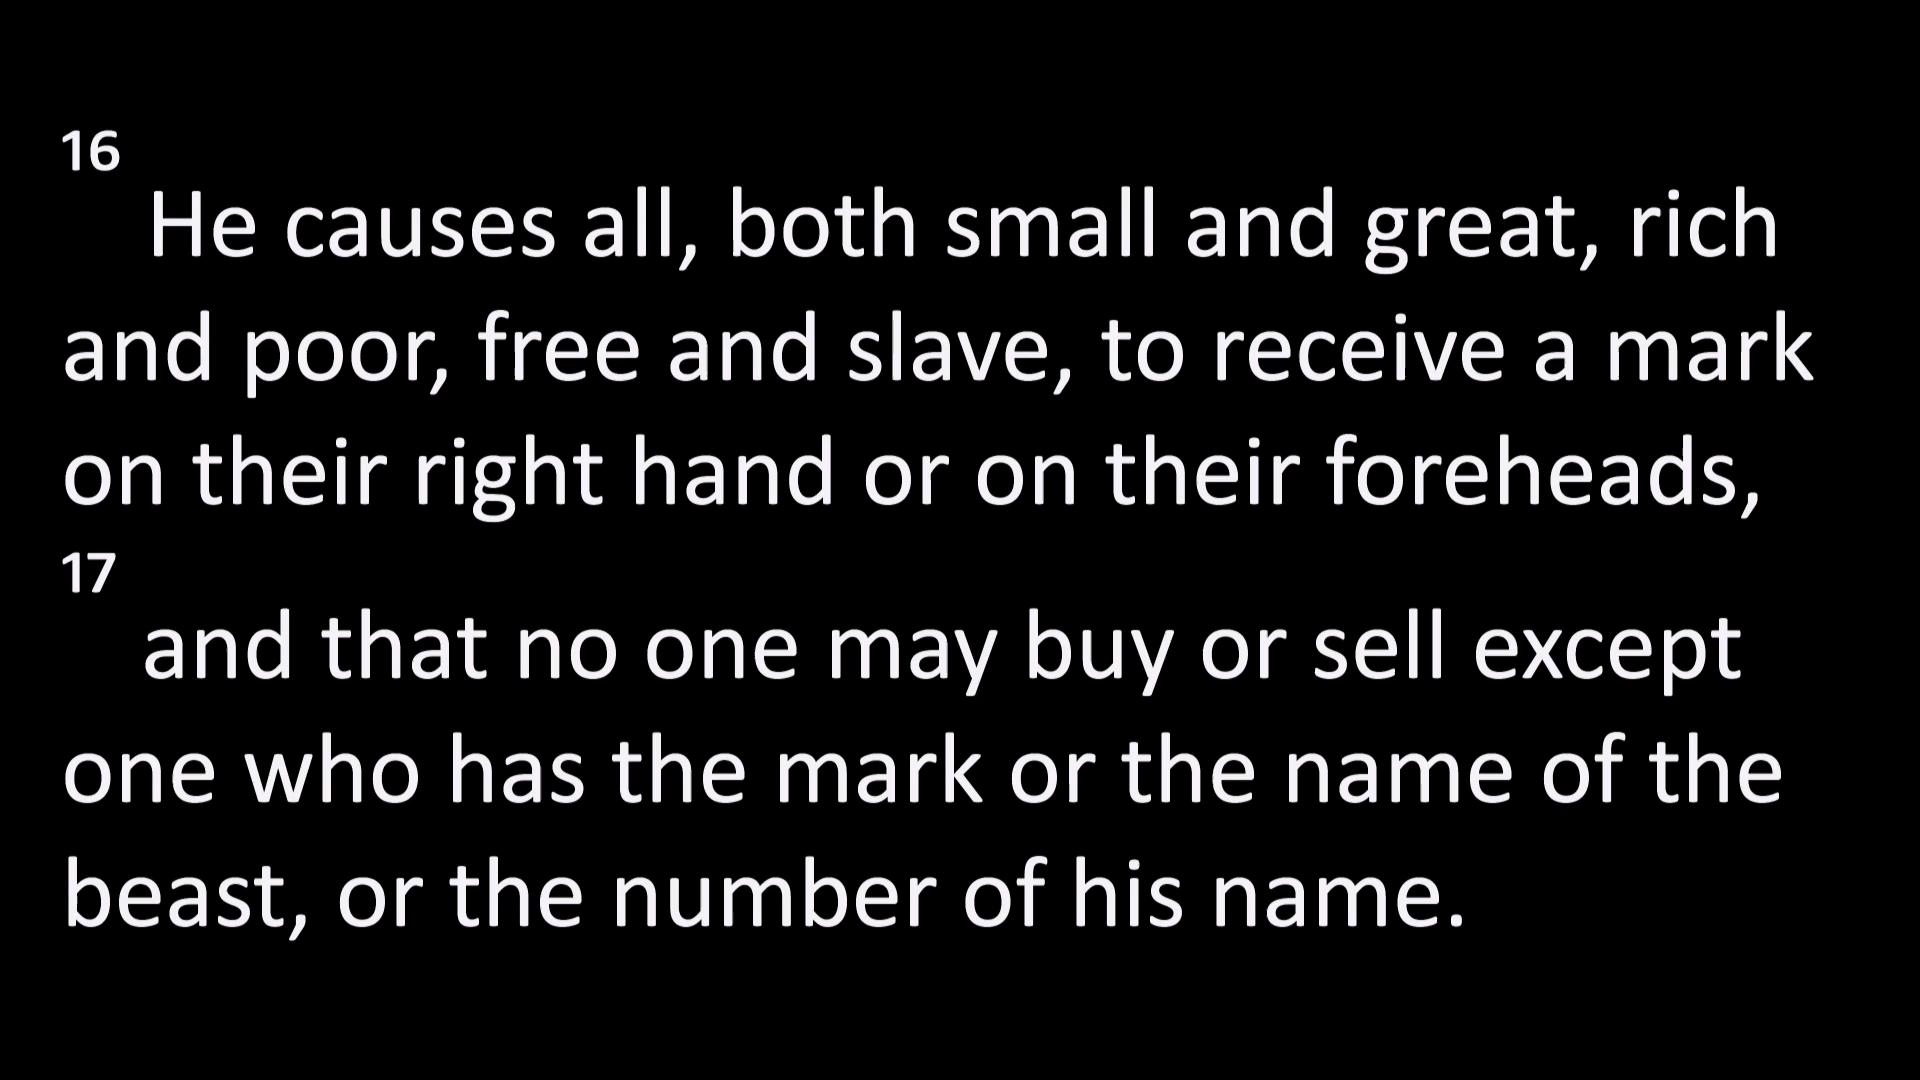 16
He causes all, both small and great, rich
and poor, free and slave, to receive a mark
on their right hand or on their foreheads,
17
and that no one may buy or sell except
one who has the mark or the name of the
beast, or the number of his name.